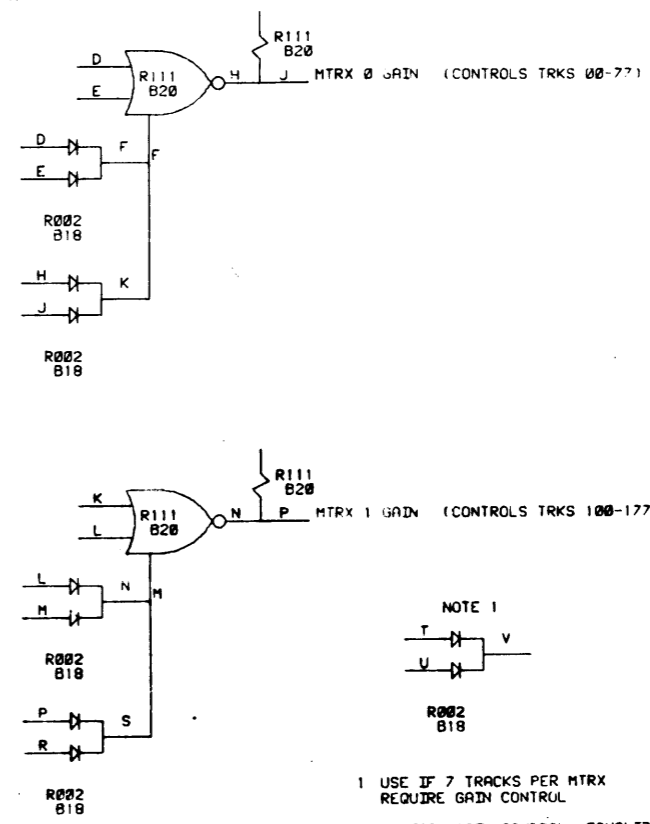 R111
B20
D
E
R111
B20
H
J
MTRX 0 GAIN (CONTROLS TRKS 00-77)
D
E
F
F
R002
B18
H
J
K
R002
B18
R111
B20
K
L
R111
B20
N
P
MTRX 1 GAIN (CONTROLS TRKS 100-177
L
M
N
M
R002
B18
P
R
S
R002
B18
NOTE 1
T
U
V
R002
B18
1 USE IF 7 TRACKS PER MTRX
REQUIRE GAIN CONTROL